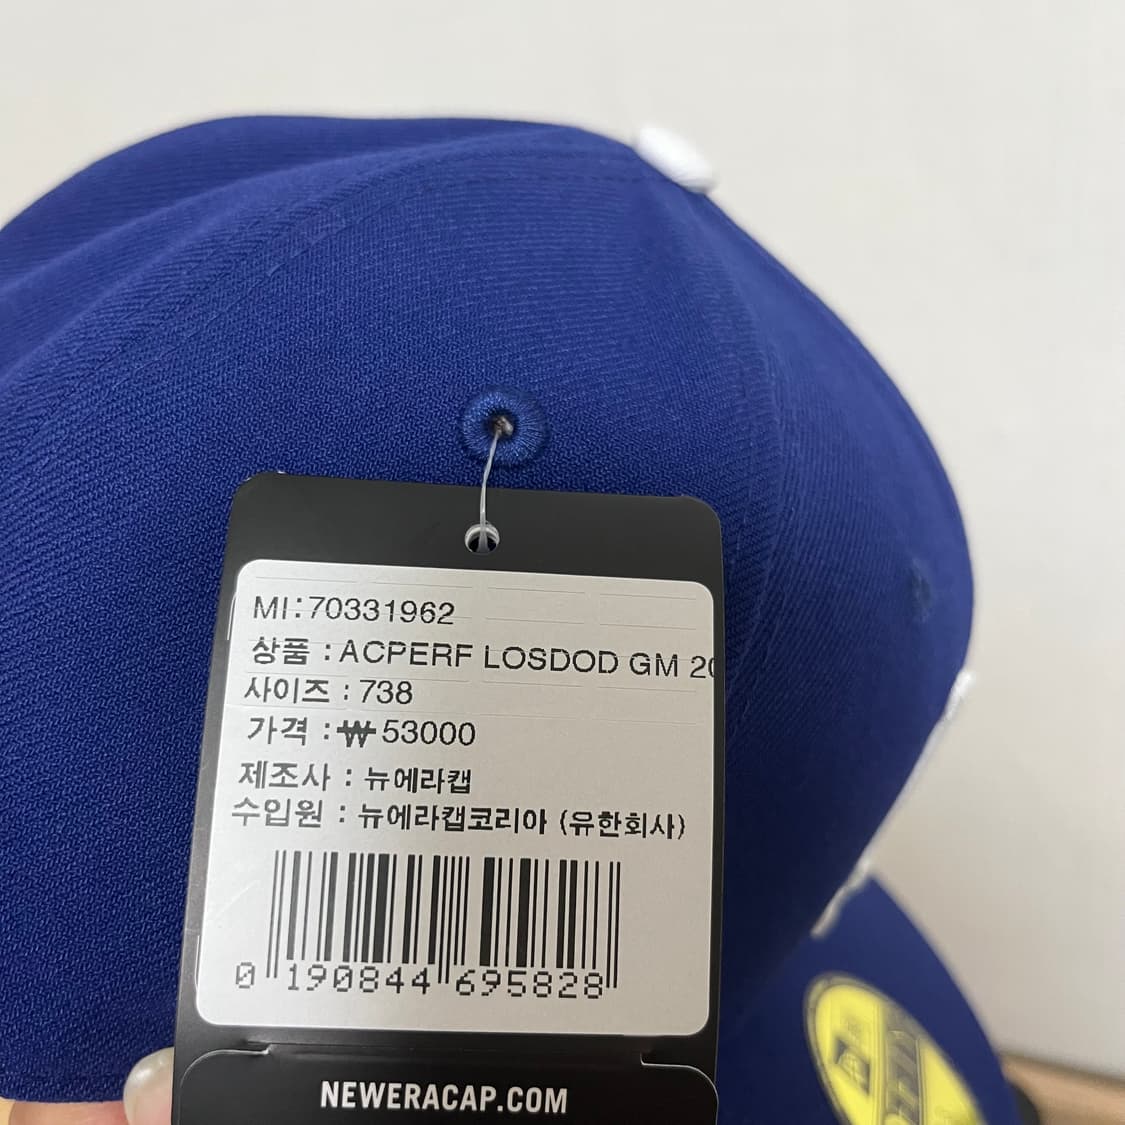 MI:70331962
상품 : ACPERF LOSDOD GM 20
사이즈 : 738
가격 : ₩ 53000
제조사 : 뉴에라캡
수입원 : 뉴에라캡코리아 (유한회사)
0 190844 695828
NEWERACAP.COM